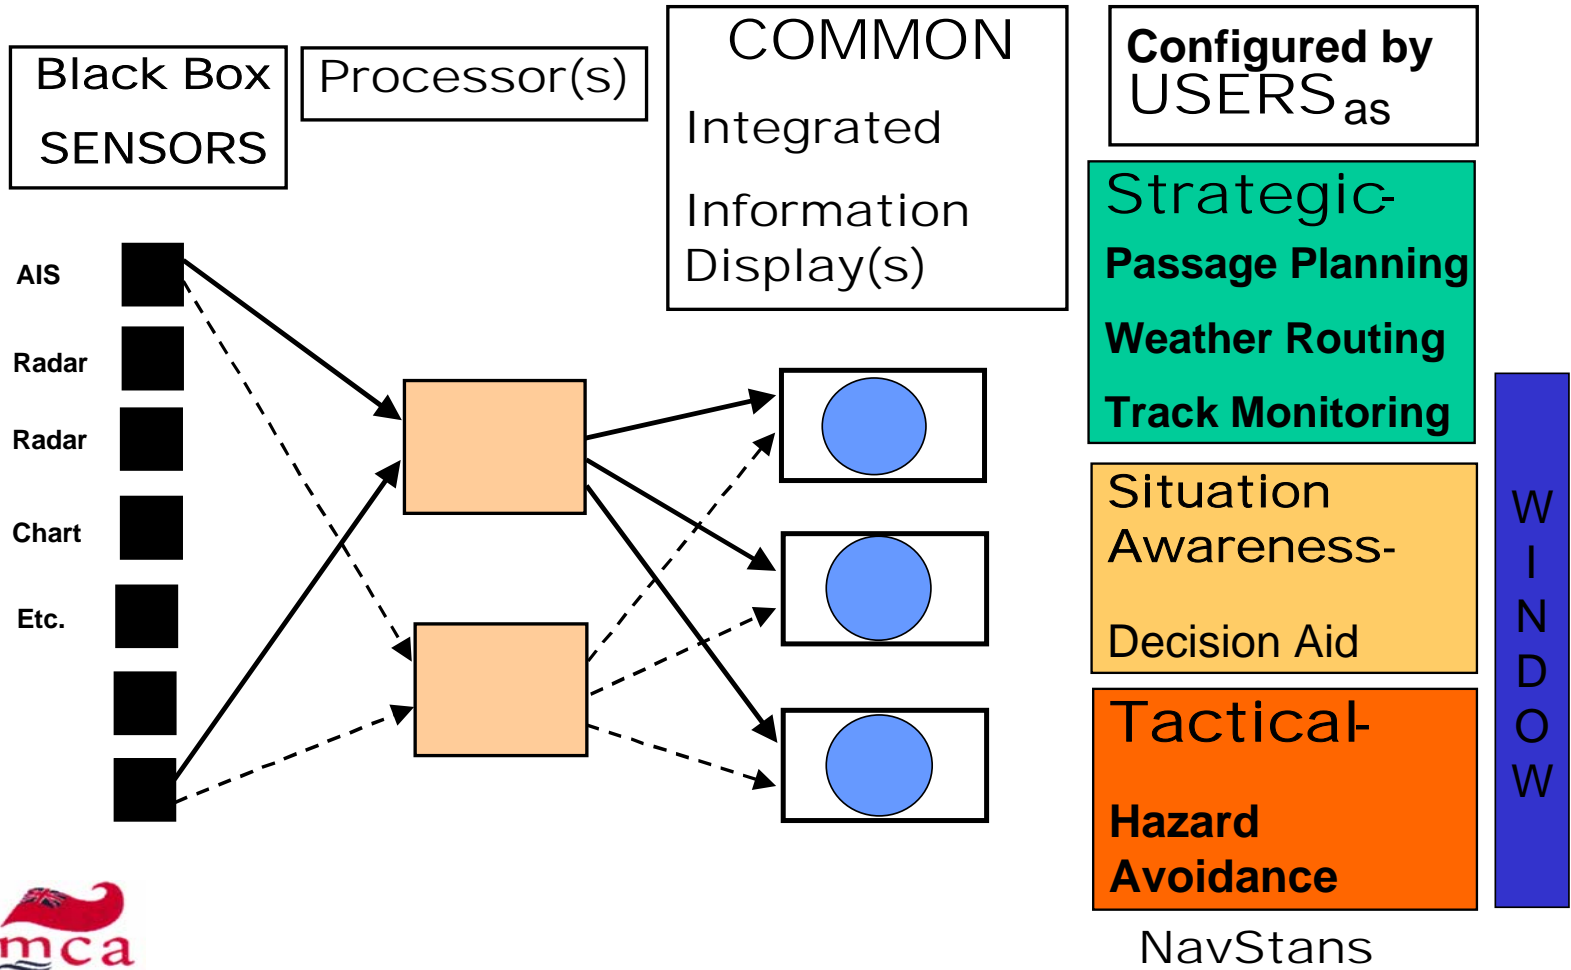 Black Box
SENSORS
Processor(s)
COMMON
Integrated
Information
Display(s)
Configured by
USERS as
AIS
Radar
Radar
Chart
Etc.
Strategic-
Passage Planning
Weather Routing
Track Monitoring
Situation
Awareness-
Decision Aid
Tactical-
Hazard
Avoidance
W
I
N
D
O
W
mca
NavStans